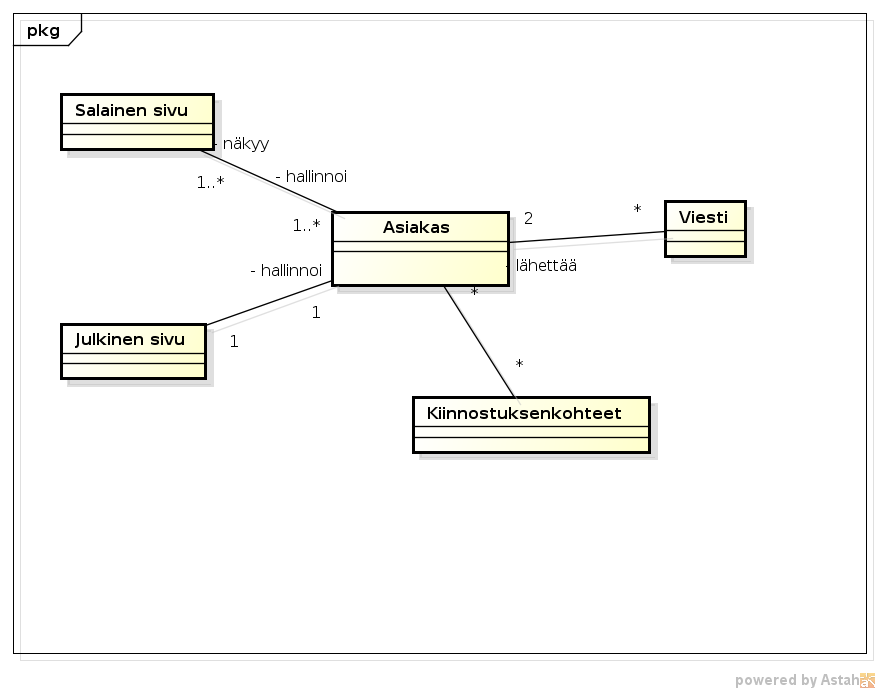 pkg
Salainen sivu
- näkyy
1..*
- hallinnoi
1..*
Asiakas
2
*
Viesti
- lähettää
- hallinnoi
*
1
Julkinen sivu
1
*
Kiinnostuksenkohteet
powered by Astah